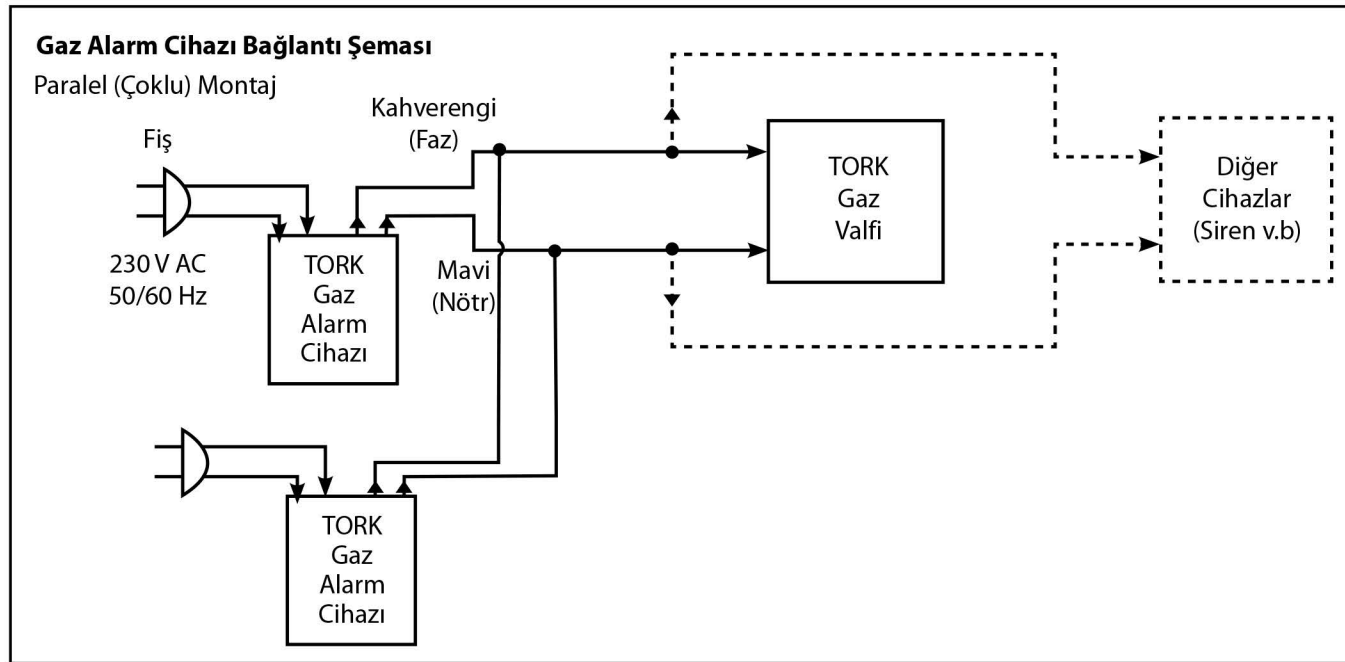 Gaz Alarm Cihazı Bağlantı Şeması
Paralel (Çoklu) Montaj
Fiş
230 V AC
50/60 Hz
TORK
Gaz
Alarm
Cihazı
Kahverengi
(Faz)
Mavi
(Nötr)
TORK
Gaz
Valfi
Diğer
Cihazlar
(Siren v.b)
TORK
Gaz
Alarm
Cihazı